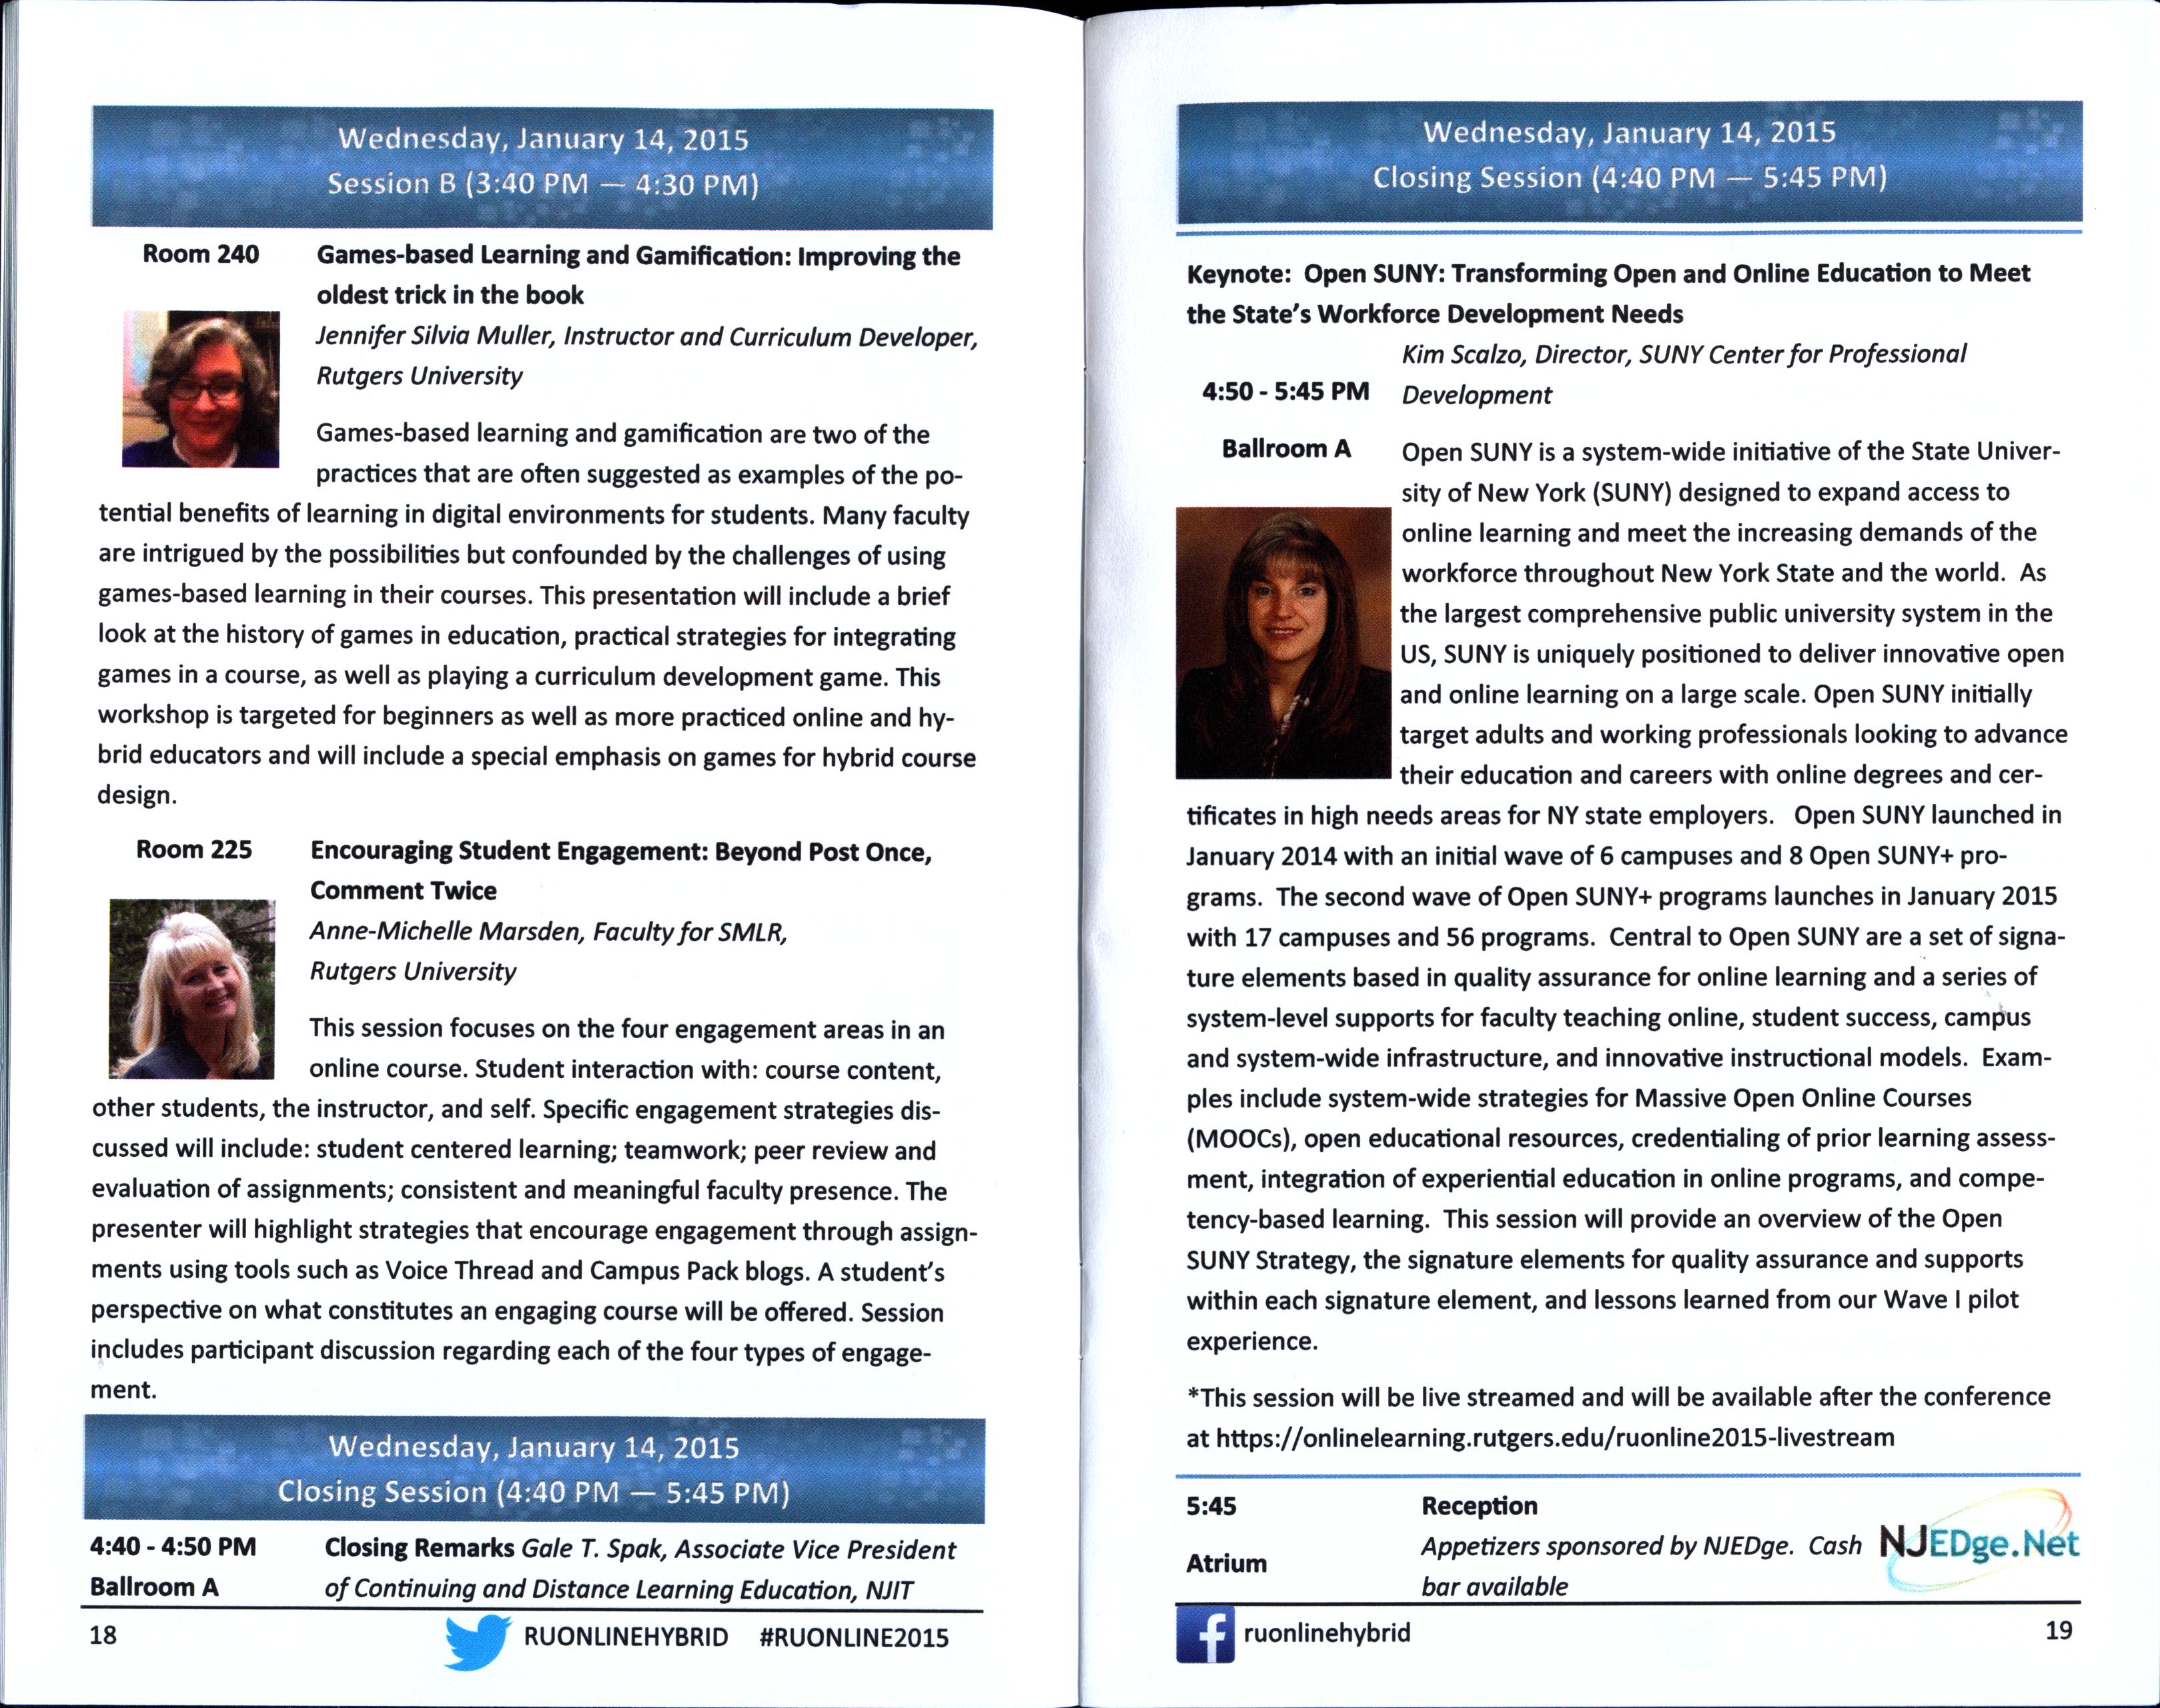 Wednesday, January 14, 2015
Session B (3:40 PM — 4:30 PM)
Room 240
Games-based Learning and Gamification: Improving the
oldest trick in the book
Jennifer Silvia Muller, Instructor and Curriculum Developer,
Rutgers University
Games-based learning and gamification are two of the
practices that are often suggested as examples of the po-
tential benefits of learning in digital environments for students. Many faculty
are intrigued by the possibilities but confounded by the challenges of using
games-based learning in their courses. This presentation will include a brief
look at the history of games in education, practical strategies for integrating
games in a course, as well as playing a curriculum development game. This
workshop is targeted for beginners as well as more practiced online and hy-
brid educators and will include a special emphasis on games for hybrid course
design.
Room 225
Encouraging Student Engagement: Beyond Post Once,
Comment Twice
Anne-Michelle Marsden, Faculty for SMLR,
Rutgers University
This session focuses on the four engagement areas in an
online course. Student interaction with: course content,
other students, the instructor, and self. Specific engagement strategies dis-
cussed will include: student centered learning; teamwork; peer review and
evaluation of assignments; consistent and meaningful faculty presence. The
presenter will highlight strategies that encourage engagement through assign-
ments using tools such as Voice Thread and Campus Pack blogs. A student's
perspective on what constitutes an engaging course will be offered. Session
includes participant discussion regarding each of the four types of engage-
ment.
Wednesday, January 14, 2015
Closing Session (4:40 PM — 5:45 PM)
4:40 - 4:50 PM
Ballroom A
Closing Remarks Gale T. Spak, Associate Vice President
of Continuing and Distance Learning Education, NJIT
18
RUONLINEHYBRID #RUONLINE2015
Wednesday, January 14, 2015
Closing Session (4:40 PM — 5:45 PM)
Keynote: Open SUNY: Transforming Open and Online Education to Meet
the State's Workforce Development Needs
Kim Scalzo, Director, SUNY Center for Professional
Development
4:50 - 5:45 PM
Ballroom A
Open SUNY is a system-wide initiative of the State Univer-
sity of New York (SUNY) designed to expand access to
online learning and meet the increasing demands of the
workforce throughout New York State and the world. As
the largest comprehensive public university system in the
US, SUNY is uniquely positioned to deliver innovative open
and online learning on a large scale. Open SUNY initially
target adults and working professionals looking to advance
their education and careers with online degrees and cer-
tificates in high needs areas for NY state employers. Open SUNY launched in
January 2014 with an initial wave of 6 campuses and 8 Open SUNY+ pro-
grams. The second wave of Open SUNY+ programs launches in January 2015
with 17 campuses and 56 programs. Central to Open SUNY are a set of signa-
ture elements based in quality assurance for online learning and a series of
system-level supports for faculty teaching online, student success, campus
and system-wide infrastructure, and innovative instructional models. Exam-
ples include system-wide strategies for Massive Open Online Courses
(MOOCs), open educational resources, credentialing of prior learning assess-
ment, integration of experiential education in online programs, and compe-
tency-based learning. This session will provide an overview of the Open
SUNY Strategy, the signature elements for quality assurance and supports
within each signature element, and lessons learned from our Wave I pilot
experience.
*This session will be live streamed and will be available after the conference
at https://onlinelearning.rutgers.edu/ruonline2015-livestream
5:45
Atrium
Reception
Appetizers sponsored by NJEDge. Cash
bar available
NJEDge.Net
f ruonlinehybrid
19